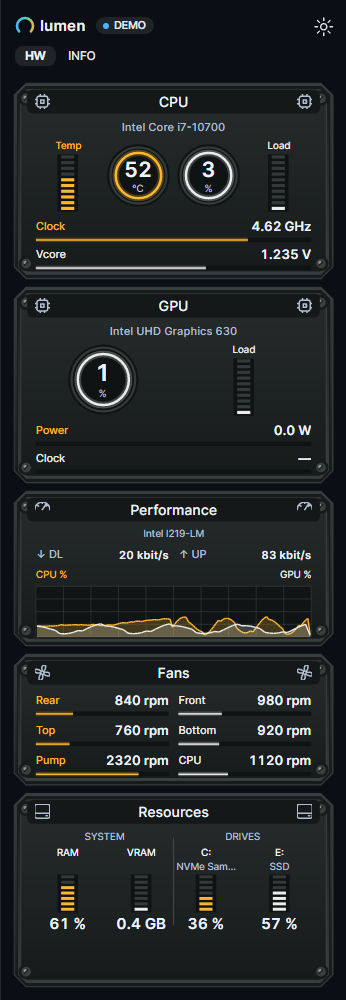 lumen DEMO
HW INFO
CPU
Intel Core i7-10700
Temp 52 °C 3 % Load
Clock 4.62 GHz
Vcore 1.235 V
GPU
Intel UHD Graphics 630
1 % Load
Power 0.0 W
Clock —
Performance
Intel I219-LM
↓ DL 20 kbit/s ↑ UP 83 kbit/s
CPU % GPU %
Fans
Rear 840 rpm Front 980 rpm
Top 760 rpm Bottom 920 rpm
Pump 2320 rpm CPU 1120 rpm
Resources
SYSTEM DRIVES
RAM VRAM C: E:
NVMe Sam... SSD
61 % 0.4 GB 36 % 57 %